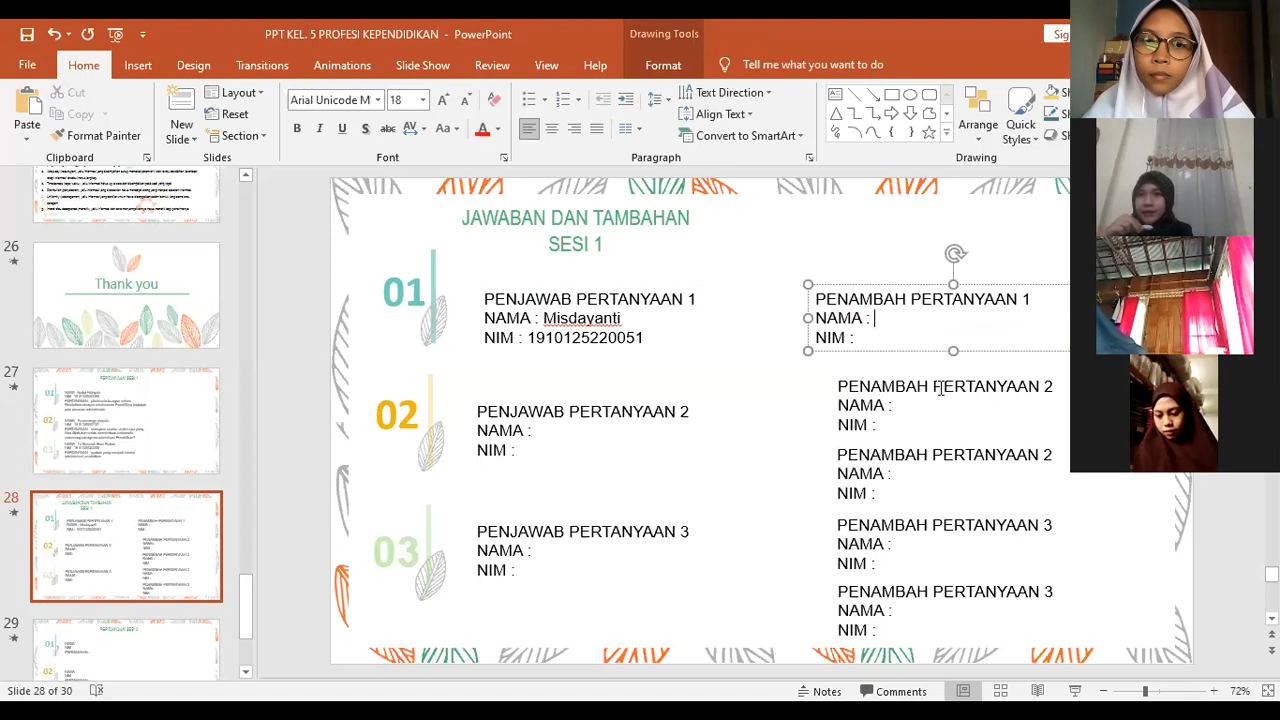 PPT KEL. 5 PROFESI KEPENDIDIKAN - PowerPoint
Drawing Tools
Sig
File
Home
Insert
Design
Transitions
Animations
Slide Show
Review
View
Help
Format
Tell me what you want to do
Paste
Cut
Copy
Format Painter
Clipboard
New
Slide
Layout
Reset
Section
Slides
Arial Unicode M
18
Font
Text Direction
Align Text
Convert to SmartArt
Paragraph
Arrange
Quick
Styles
Drawing
26
Thank you
27
28
29
JAWABAN DAN TAMBAHAN
SESI 1
01
PENJAWAB PERTANYAAN 1
NAMA : Misdayanti
NIM : 1910125220051
PENAMBAH PERTANYAAN 1
NAMA :
NIM :
02
PENJAWAB PERTANYAAN 2
NAMA :
NIM :
PENAMBAH PERTANYAAN 2
NAMA :
NIM :
PENAMBAH PERTANYAAN 2
NAMA :
NIM :
PENJAWAB PERTANYAAN 3
NAMA :
NIM :
PENAMBAH PERTANYAAN 3
NAMA :
NIM :
PENAMBAH PERTANYAAN 3
NAMA :
NIM :
Slide 28 of 30
Notes
Comments
72%